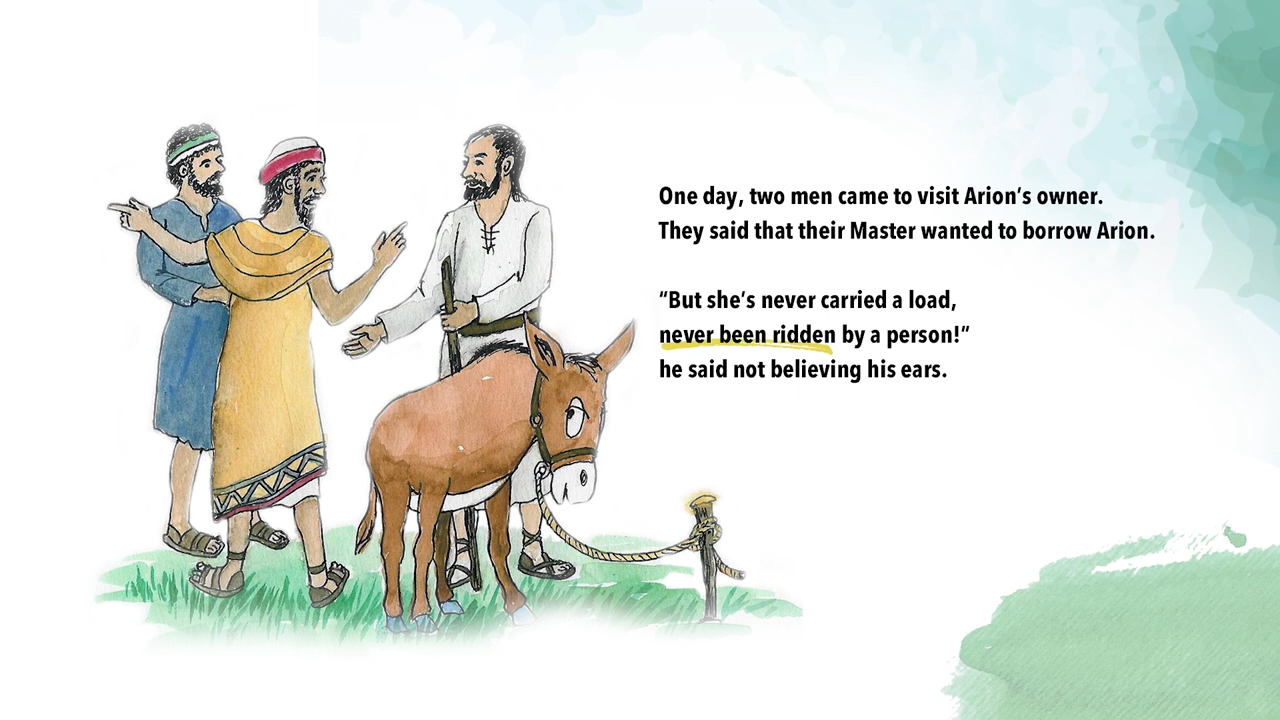 One day, two men came to visit Arion's owner.
They said that their Master wanted to borrow Arion.
“But she's never carried a load,
never been ridden by a person!”
he said not believing his ears.